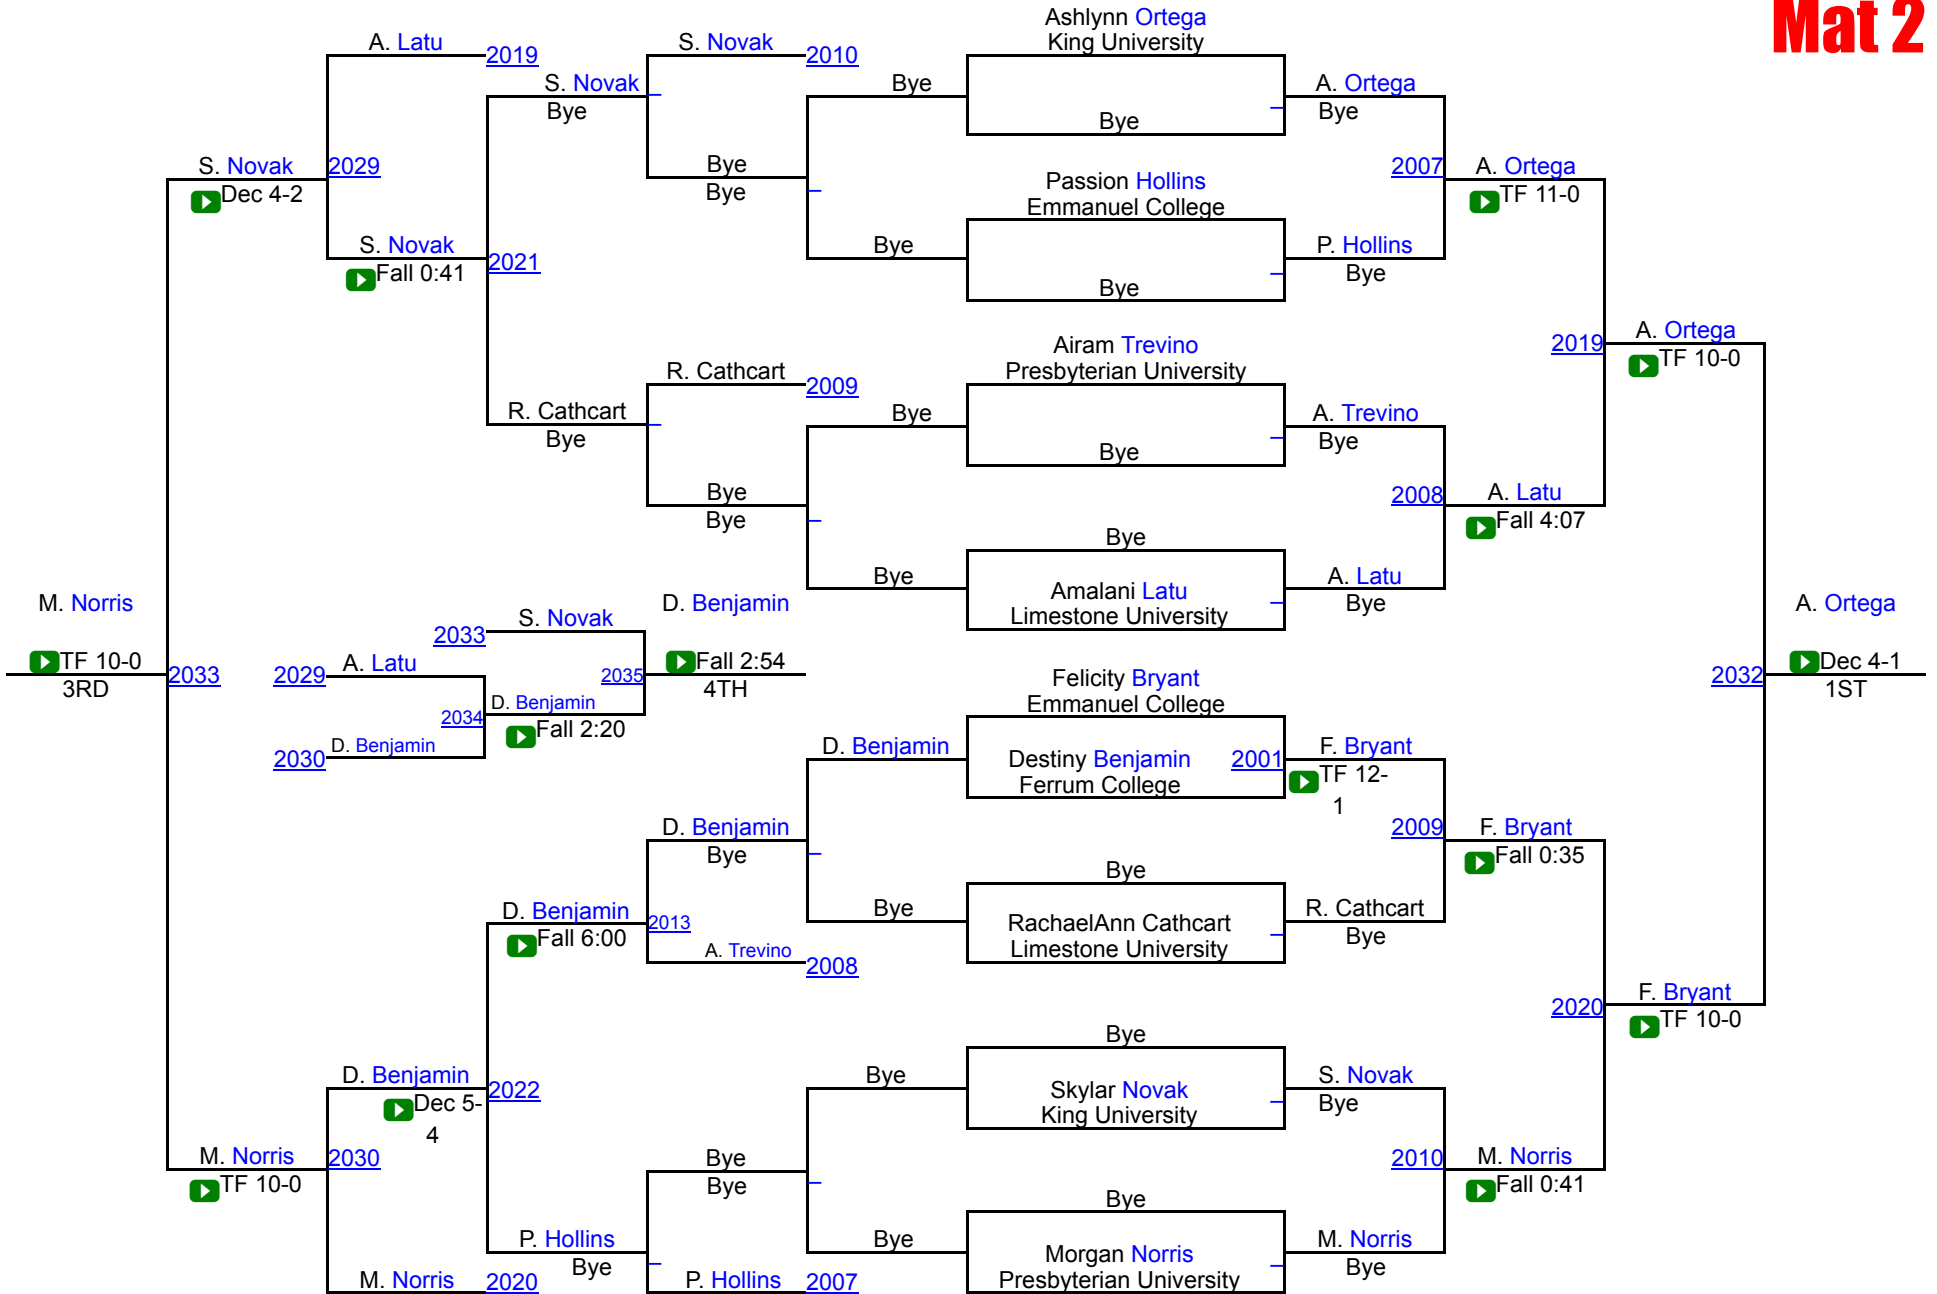 Mat 2
Ashlynn Ortega
King University
A. Latu
2019
S. Novak
2010
S. Novak
Bye
Bye
Bye
A. Ortega
Bye
S. Novak
2029
Dec 4-2
Bye
Bye
Passion Hollins
Emmanuel College
2007
A. Ortega
TF 11-0
S. Novak
Fall 0:41
2021
Bye
Bye
P. Hollins
Bye
Airam Trevino
Presbyterian University
2019
A. Ortega
TF 10-0
R. Cathcart
2009
R. Cathcart
Bye
Bye
Bye
A. Trevino
Bye
Bye
Bye
2008
A. Latu
Fall 4:07
Bye
Bye
Amalani Latu
Limestone University
A. Latu
Bye
M. Norris
TF 10-0
3RD
2033
S. Novak
2033
2029
A. Latu
2034
D. Benjamin
Fall 2:20
2030
D. Benjamin
2035
D. Benjamin
Fall 2:54
4TH
A. Ortega
2032
Dec 4-1
1ST
Felicity Bryant
Emmanuel College
D. Benjamin
Destiny Benjamin
Ferrum College
2001
F. Bryant
TF 12-
1
D. Benjamin
Bye
2009
F. Bryant
Fall 0:35
Bye
D. Benjamin
Fall 6:00
2013
A. Trevino
2008
Bye
RachaelAnn Cathcart
Limestone University
R. Cathcart
Bye
2020
F. Bryant
TF 10-0
Bye
D. Benjamin
Dec 5-
4
2022
Bye
Skylar Novak
King University
S. Novak
Bye
M. Norris
TF 10-0
2030
Bye
Bye
2010
M. Norris
Fall 0:41
Bye
P. Hollins
Bye
Bye
Morgan Norris
Presbyterian University
M. Norris
Bye
M. Norris
2020
P. Hollins
2007